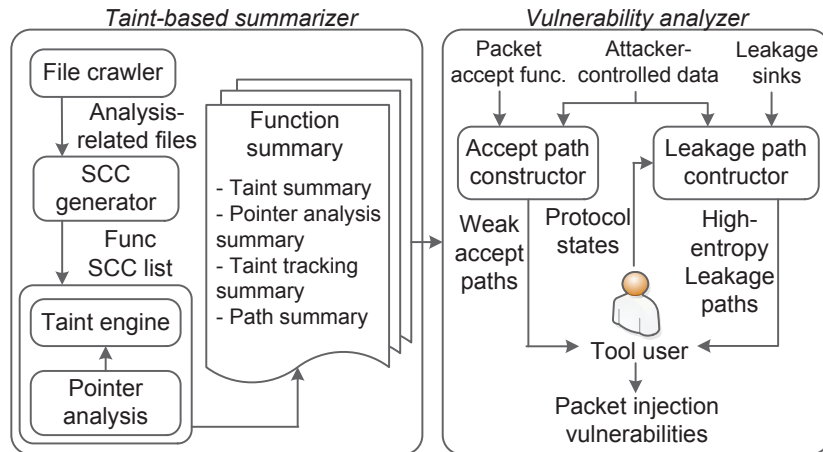 Taint-based summarizer
File crawler
Analysis-
related files
SCC
generator
Func
SCC list
Taint engine
Pointer
analysis
Function
summary
- Taint summary
- Pointer analysis
summary
- Taint tracking
summary
- Path summary
Vulnerability analyzer
Packet
accept func.
Attacker-
controlled data
Leakage
sinks
Accept path
constructor
Leakage path
contructor
Weak
accept
paths
Protocol
states
High-
entropy
Leakage
paths
Tool user
Packet injection
vulnerabilities